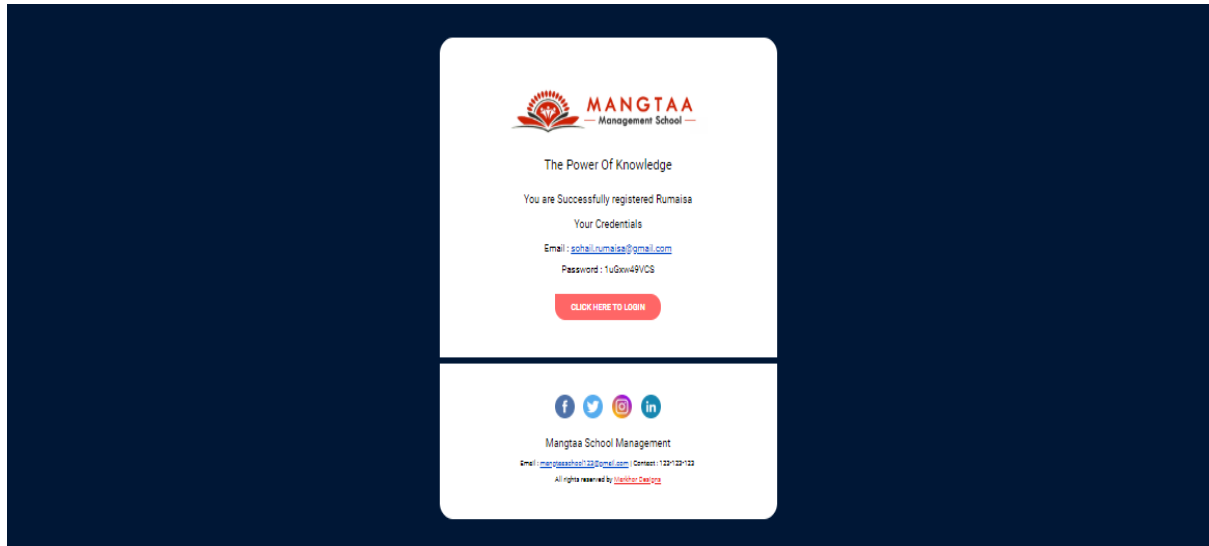 MANGTAA
Management School
The Power Of Knowledge
You are Successfully registered Rumaisa
Your Credentials
Email : sohail.rumaisa@gmail.com
Password : 1uGxw49VCS
CLICK HERE TO LOGIN
Mangtaa School Management
Email : mangtaaschool123@gmail.com | Contact : 123-123-123
All rights reserved by Markhor Designs